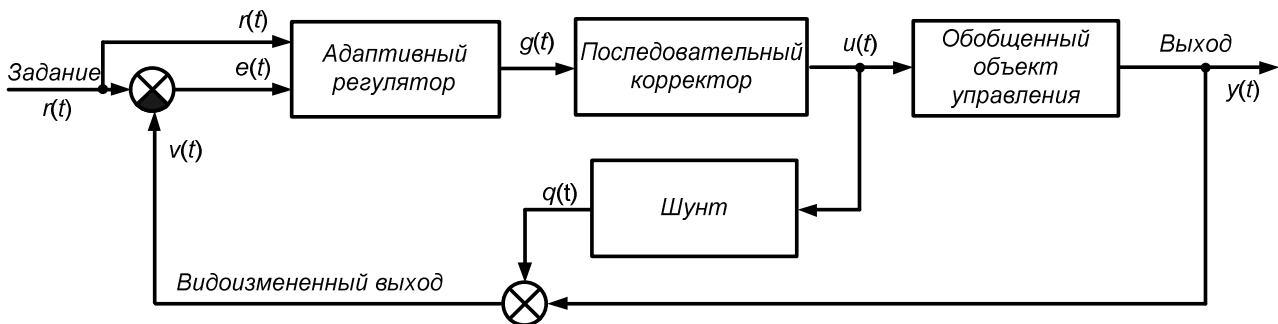 r(t)
Задание
r(t)
e(t)
Адаптивный
регулятор
g(t)
Последовательный
корректор
u(t)
Обобщенный
объект
управления
Выход
y(t)
v(t)
q(t)
Шунт
Видоизмененный выход